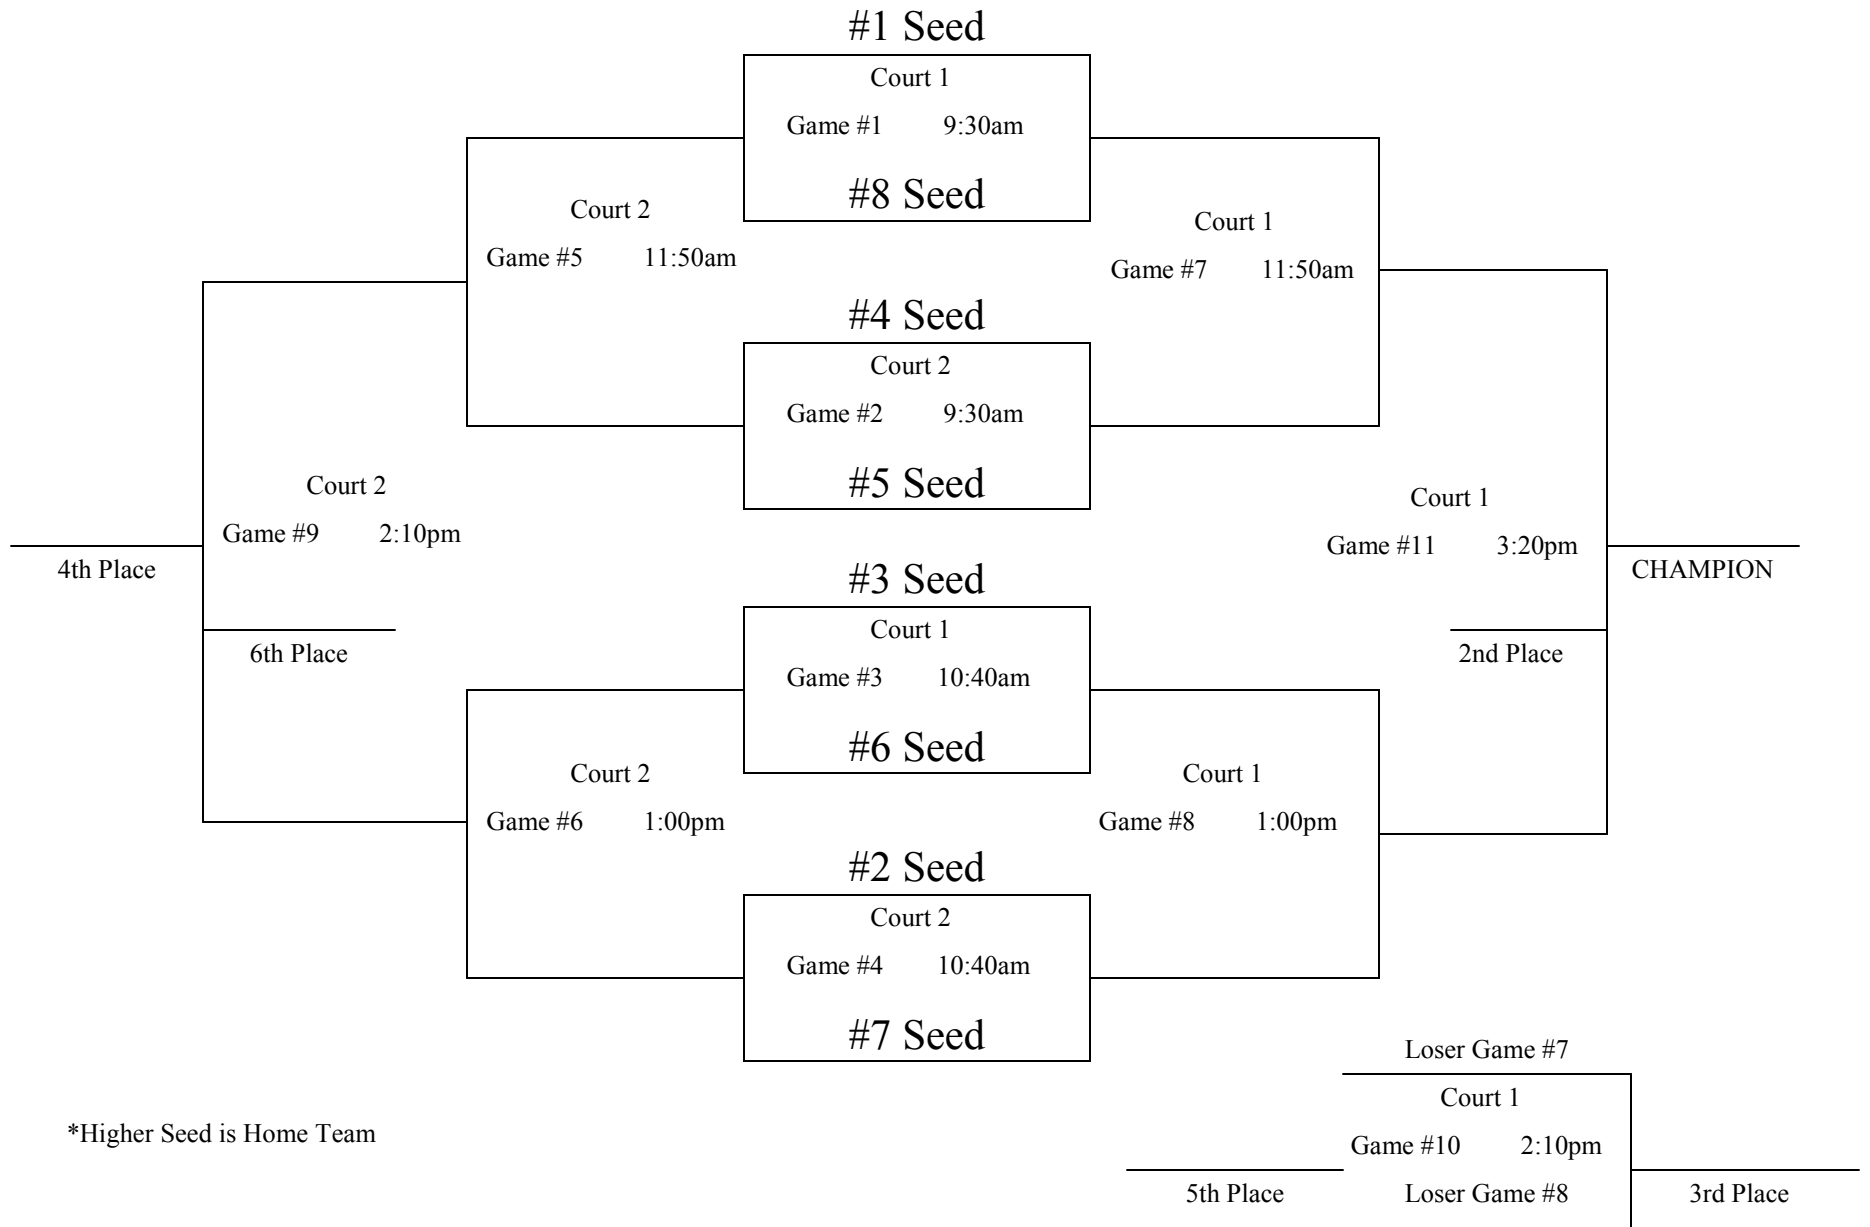 #1 Seed
Court 1
Game #1 9:30am
#8 Seed
Court 2
Game #5 11:50am
Court 1
Game #7 11:50am
#4 Seed
Court 2
Game #2 9:30am
#5 Seed
Court 2
Game #9 2:10pm
4th Place
6th Place
Court 1
Game #11 3:20pm
CHAMPION
2nd Place
#3 Seed
Court 1
Game #3 10:40am
#6 Seed
Court 2
Game #6 1:00pm
Court 1
Game #8 1:00pm
#2 Seed
Court 2
Game #4 10:40am
#7 Seed
Loser Game #7
Court 1
Game #10 2:10pm
Loser Game #8
5th Place
3rd Place
*Higher Seed is Home Team